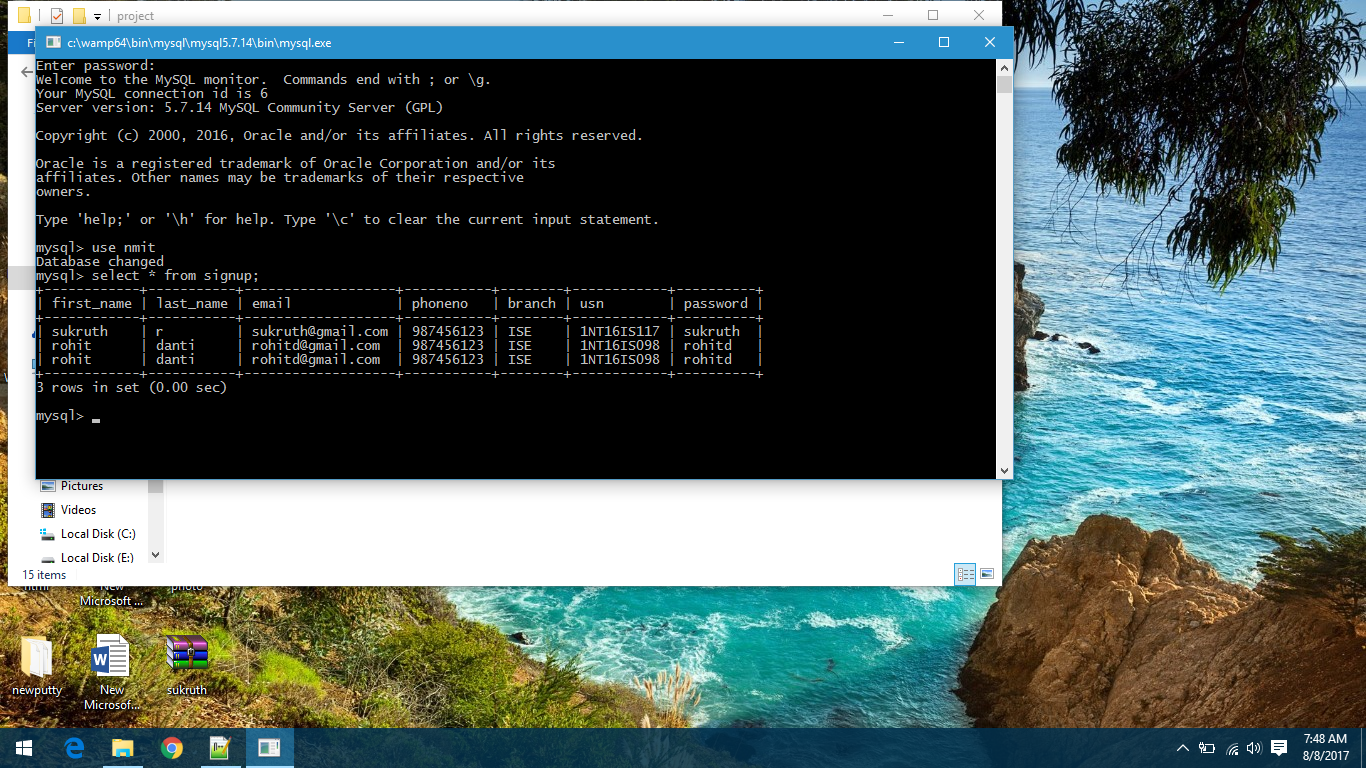 project
Fi
c:\wamp64\bin\mysql\mysql5.7.14\bin\mysql.exe
Enter password:
Welcome to the MySQL monitor.  Commands end with ; or \g.
Your MySQL connection id is 6
Server version: 5.7.14 MySQL Community Server (GPL)
Copyright (c) 2000, 2016, Oracle and/or its affiliates. All rights reserved.
Oracle is a registered trademark of Oracle Corporation and/or its
affiliates. Other names may be trademarks of their respective
owners.
Type 'help;' or '\h' for help. Type '\c' to clear the current input statement.
mysql> use nmit
Database changed
mysql> select * from signup;
+------------+-----------+-------------------+-----------+--------+------------+----------+
| first_name | last_name | email             | phoneno   | branch | usn        | password |
+------------+-----------+-------------------+-----------+--------+------------+----------+
| sukruth    | r         | sukruth@gmail.com | 987456123 | ISE    | 1NT16IS117 | sukruth  |
| rohit      | danti     | rohitd@gmail.com  | 987456123 | ISE    | 1NT16IS098 | rohitd   |
| rohit      | danti     | rohitd@gmail.com  | 987456123 | ISE    | 1NT16IS098 | rohitd   |
+------------+-----------+-------------------+-----------+--------+------------+----------+
3 rows in set (0.00 sec)
mysql>
Pictures
Videos
Local Disk (C:)
Local Disk (E:)
15 items
html New photo
Microsoft ...
newputty New sukruth
Microsof...
7:48 AM
8/8/2017